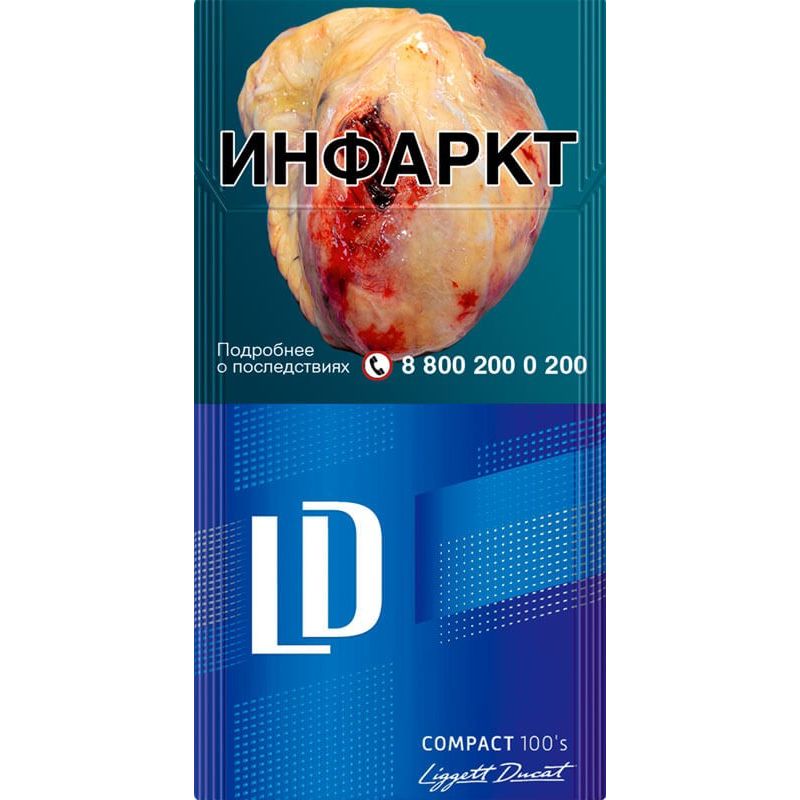 ИНФАРКТ
Подробнее
о последствиях 8 800 200 0 200
LD
COMPACT 100's
Liggett Ducat